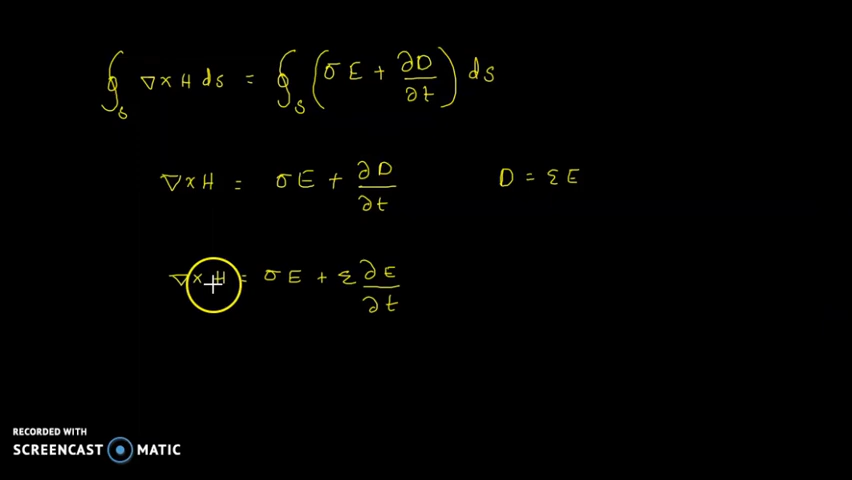 ∮ₛ ∇×H ds = ∮ₛ (σE + ∂D/∂t) ds
∇×H = σE + ∂D/∂t D = εE
∇×H = σE + ε ∂E/∂t
RECORDED WITH
SCREENCAST MATIC